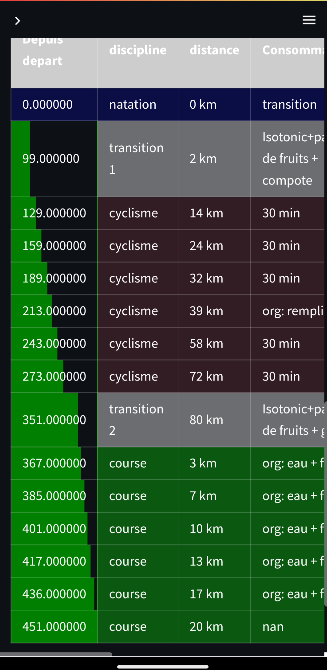 depuis
depart discipline distance Consomma
0.000000 natation 0 km transition
99.000000 transition 1 2 km Isotonic+pa
de fruits +
compote
129.000000 cyclisme 14 km 30 min
159.000000 cyclisme 24 km 30 min
189.000000 cyclisme 32 km 30 min
213.000000 cyclisme 39 km org: rempli
243.000000 cyclisme 58 km 30 min
273.000000 cyclisme 72 km 30 min
351.000000 transition 2 80 km Isotonic+pa
de fruits + g
367.000000 course 3 km org: eau + f
385.000000 course 7 km org: eau + f
401.000000 course 10 km org: eau + f
417.000000 course 13 km org: eau + f
436.000000 course 17 km org: eau + f
451.000000 course 20 km nan